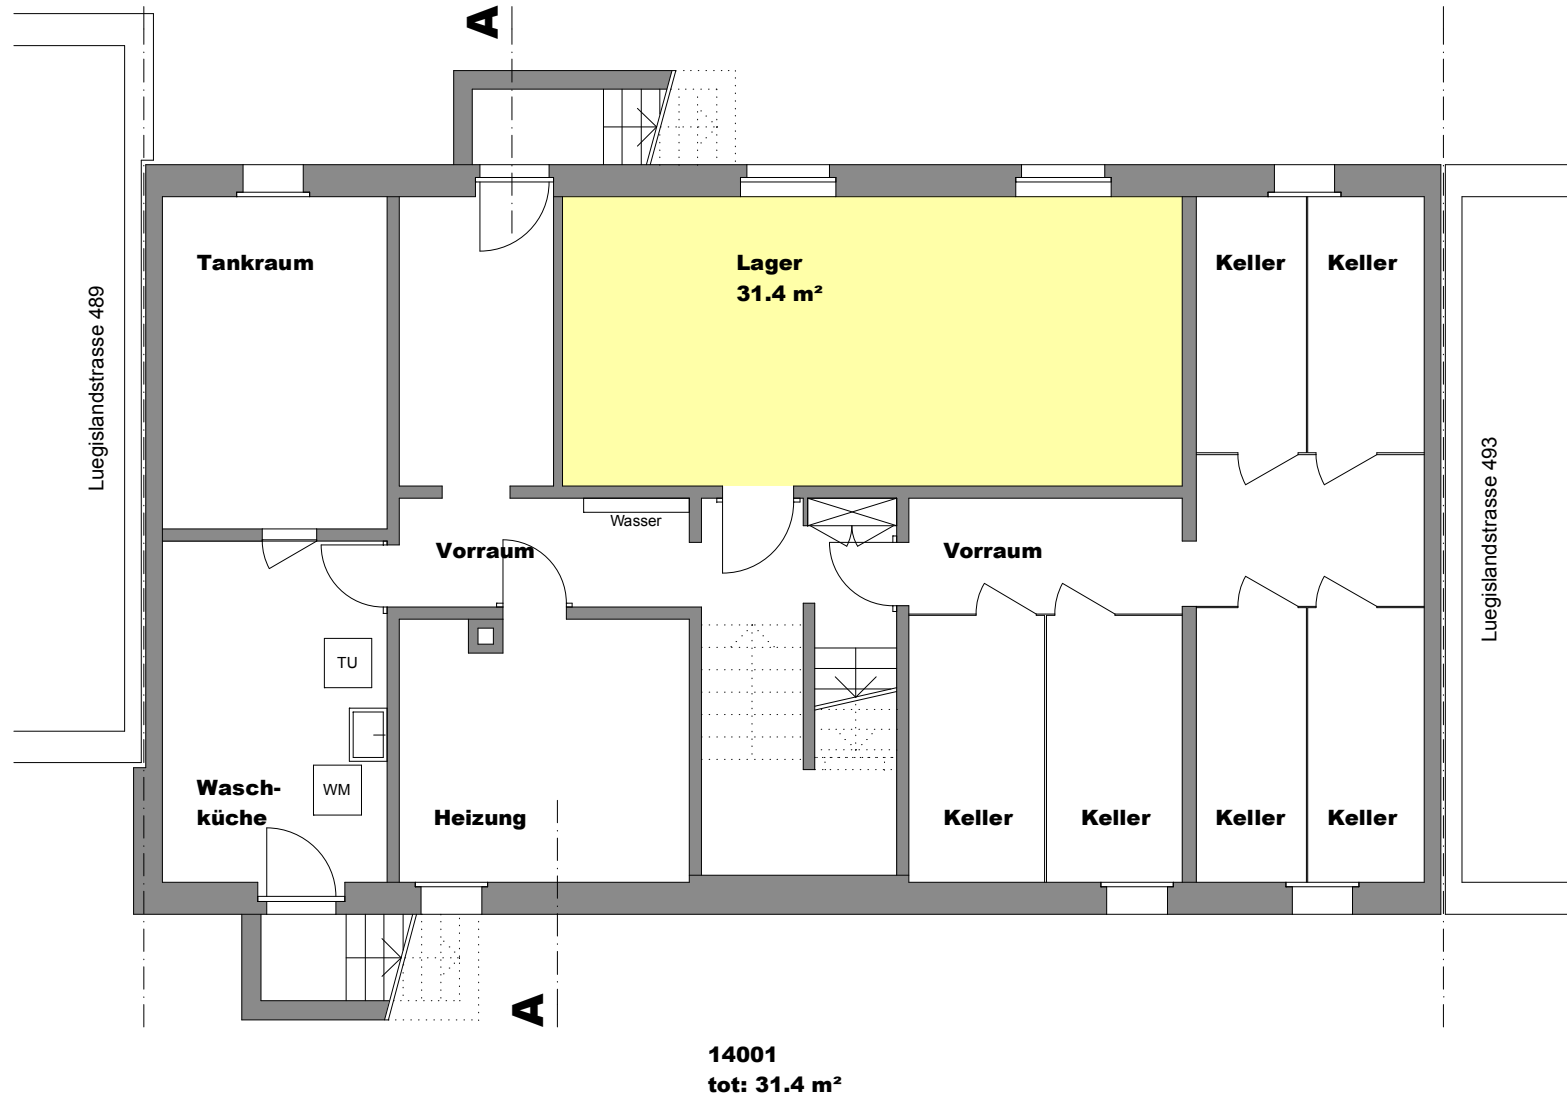 A
Tankraum
Lager
31.4 m²
Keller
Keller
Luegislandstrasse 489
Luegislandstrasse 493
Wasser
Vorraum
Vorraum
TU
WM
Wasch-
küche
Heizung
Keller
Keller
Keller
Keller
A
14001
tot: 31.4 m²